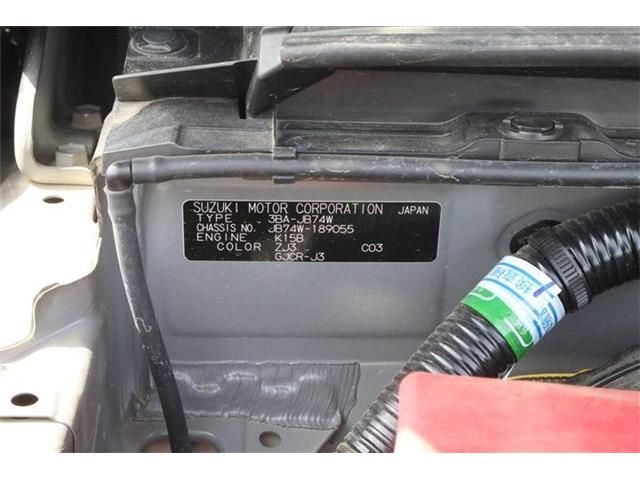 SUZUKI MOTOR CORPORATION JAPAN
TYPE 3BA-JB74W
CHASSIS NO. JB74W-189055
ENGINE K15B
COLOR ZJ3 C03
GJCR-J3